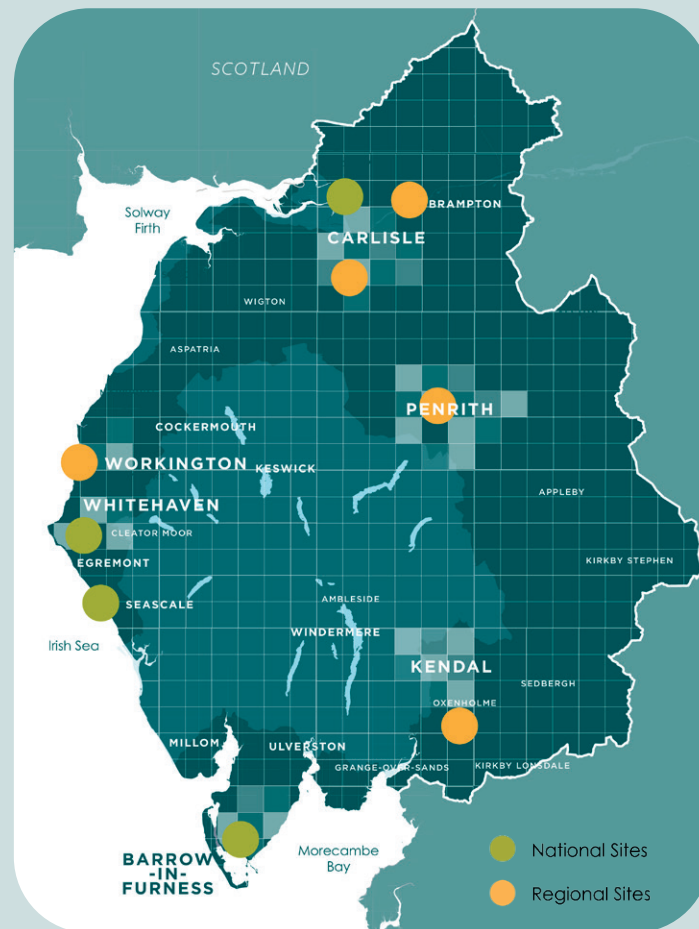 SCOTLAND
Solway
Firth
BRAMPTON
CARLISLE
WIGTON
ASPATRIA
PENRITH
COCKERMOUTH
WORKINGTON
KESWICK
APPLEBY
WHITEHAVEN
CLEATOR MOOR
EGREMONT
KIRKBY STEPHEN
SEASCALE
AMBLESIDE
Irish Sea
WINDERMERE
KENDAL
SEDBERGH
OXENHOLME
MILLOM
ULVERSTON
GRANGE-OVER-SANDS
KIRKBY LONSDALE
BARROW
-IN-
FURNESS
Morecambe
Bay
National Sites
Regional Sites